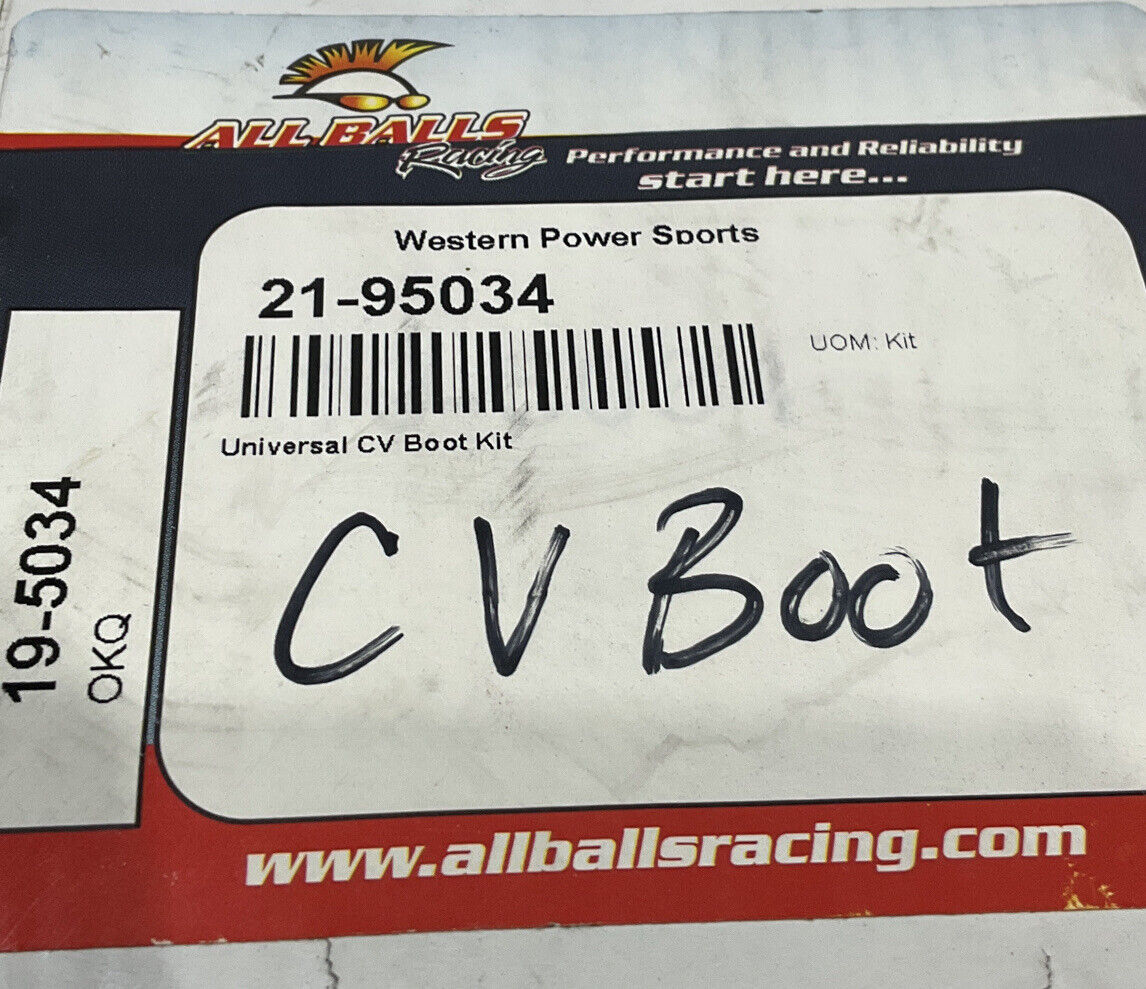 ALL BALLS
Racing
Performance and Reliability
start here...
Western Power Sports
21-95034
UOM: Kit
Universal CV Boot Kit
CV Boot
19-5034
OKQ
www.allballsracing.com